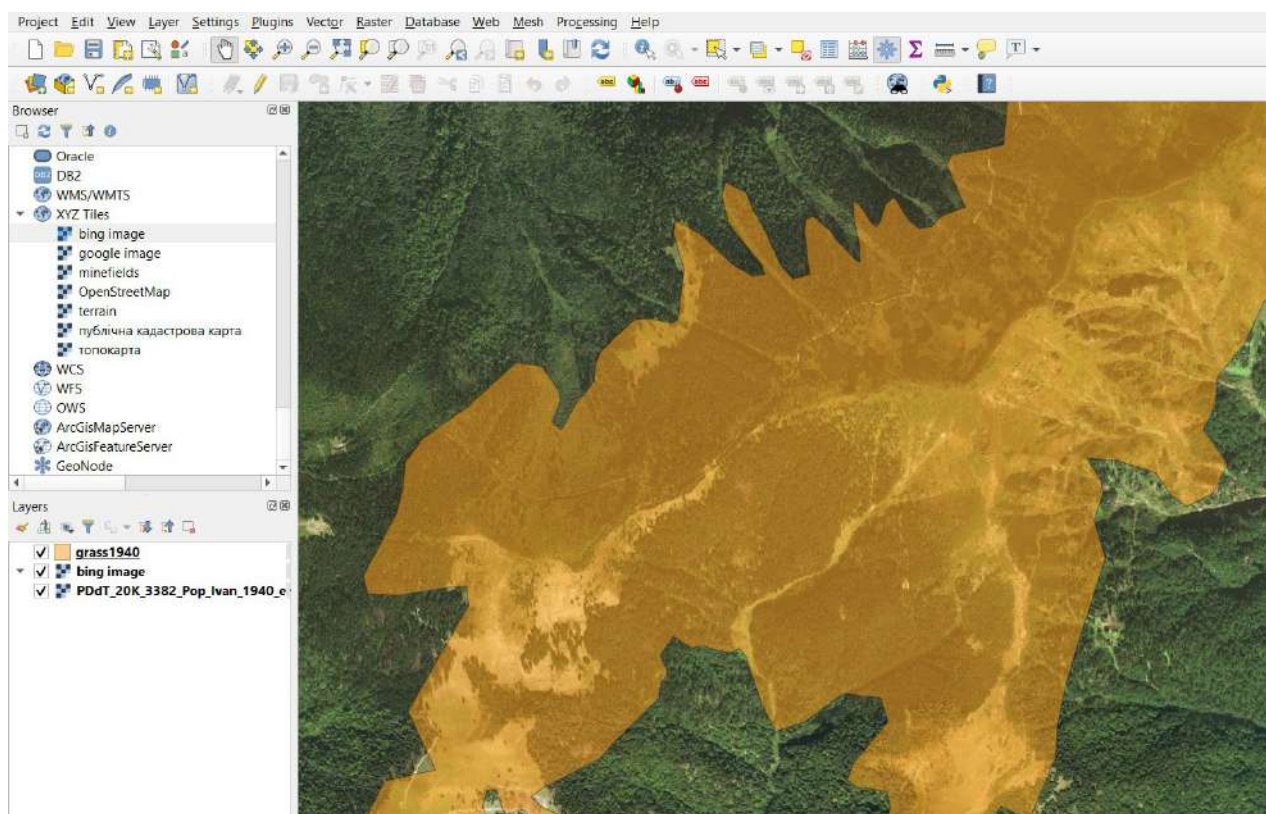 Project Edit View Layer Settings Plugins Vector Raster Database Web Mesh Processing Help
Browser
Oracle
DB2
WMS/WMTS
XYZ Tiles
bing image
google image
minefields
OpenStreetMap
terrain
публічна кадастрова карта
топокарта
WCS
WFS
OWS
ArcGisMapServer
ArcGisFeatureServer
GeoNode
Layers
grass1940
bing image
PDdT_20K_3382_Pop_Ivan_1940_e